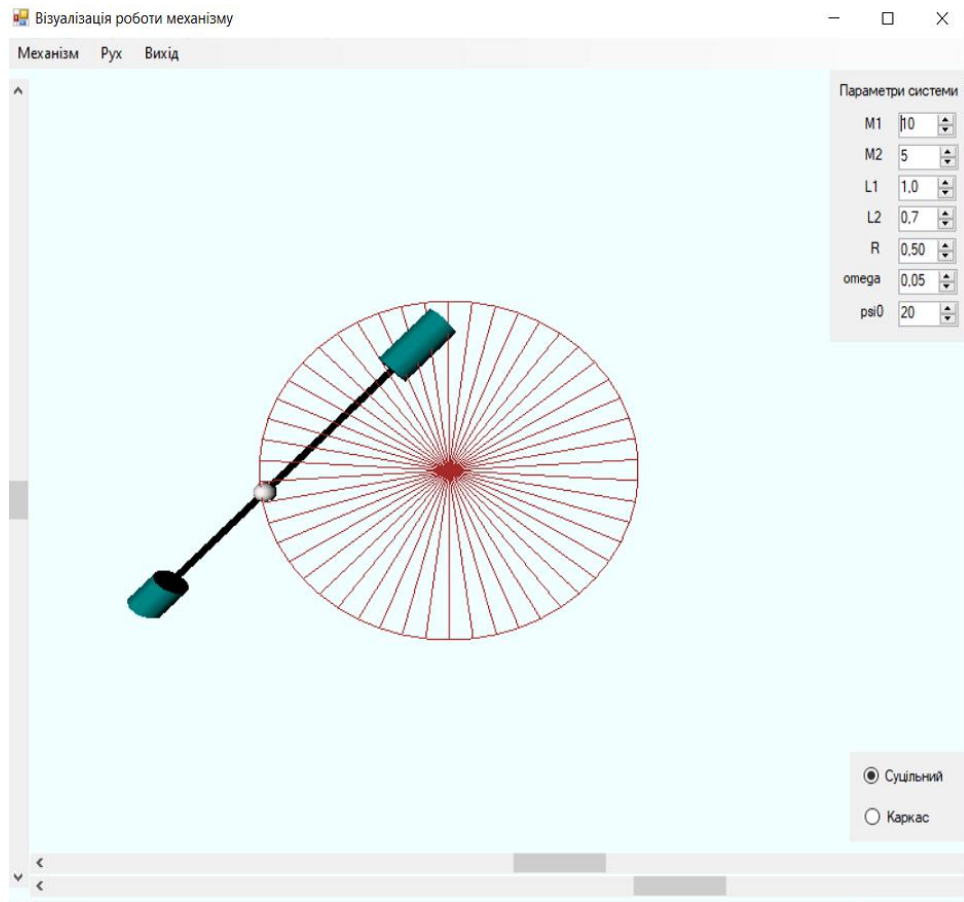 Візуалізація роботи механізму
Механізм Рух Вихід
Параметри системи
M1 10
M2 5
L1 1,0
L2 0,7
R 0,50
omega 0,05
psi0 20
Суцільний
Каркас